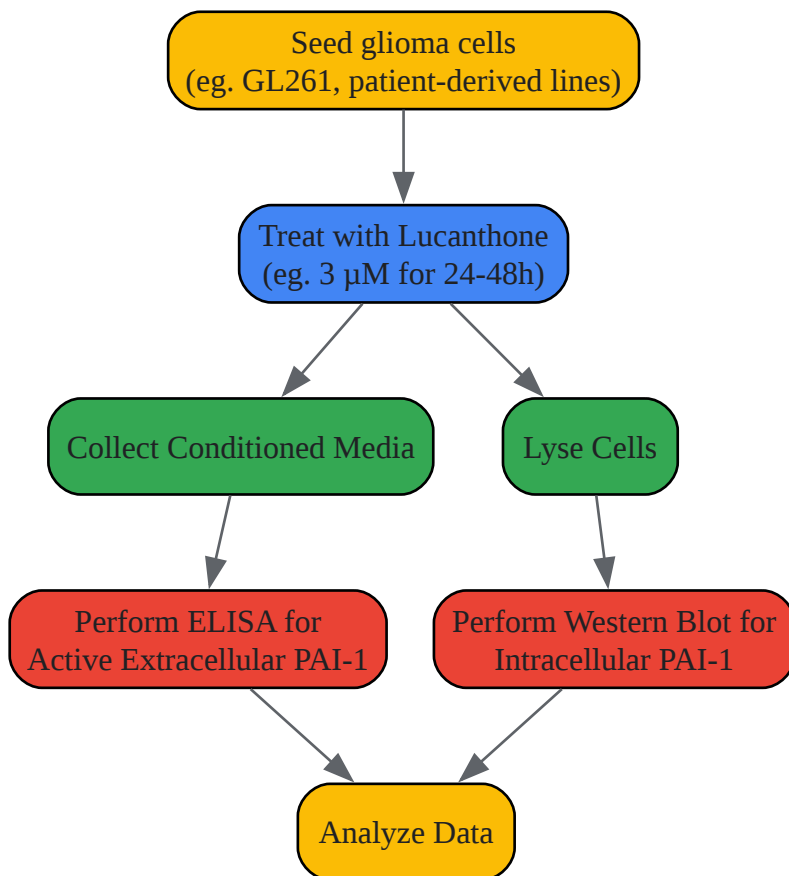 Seed glioma cells
(eg. GL261, patient-derived lines)
Treat with Lucanthone
(eg. 3 µM for 24-48h)
Collect Conditioned Media
Lyse Cells
Perform ELISA for
Active Extracellular PAI-1
Perform Western Blot for
Intracellular PAI-1
Analyze Data